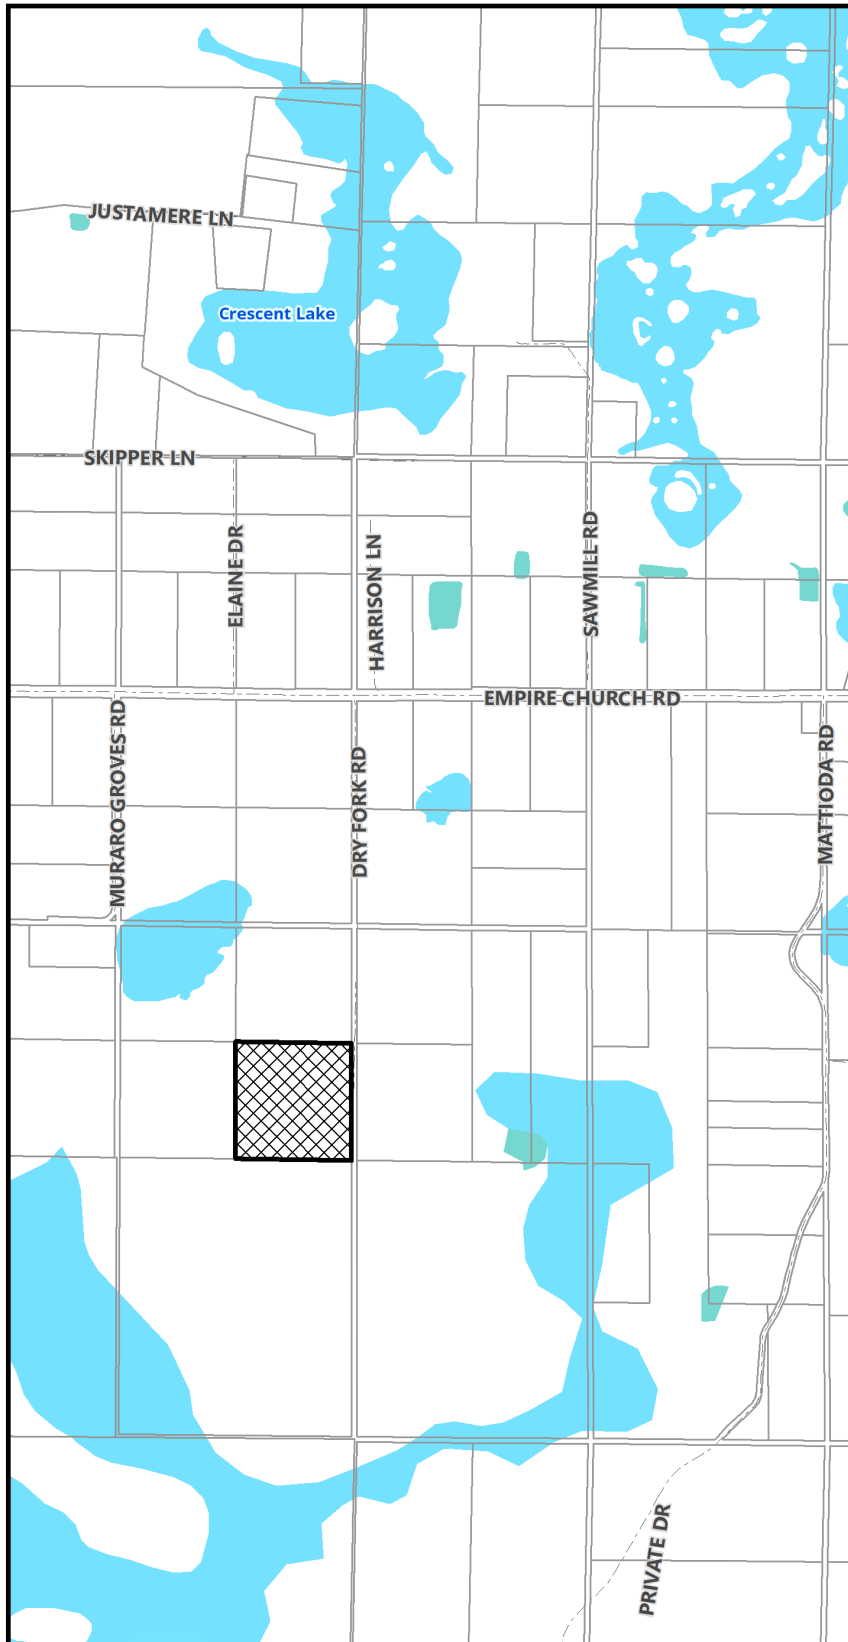 JUSTAMERE LN
Crescent Lake
SKIPPER LN
ELAINE DR
HARRISON LN
SAWMILL RD
EMPIRE CHURCH RD
MURARO GROVES RD
DRY FORK RD
MATTIODA RD
PRIVATE DR